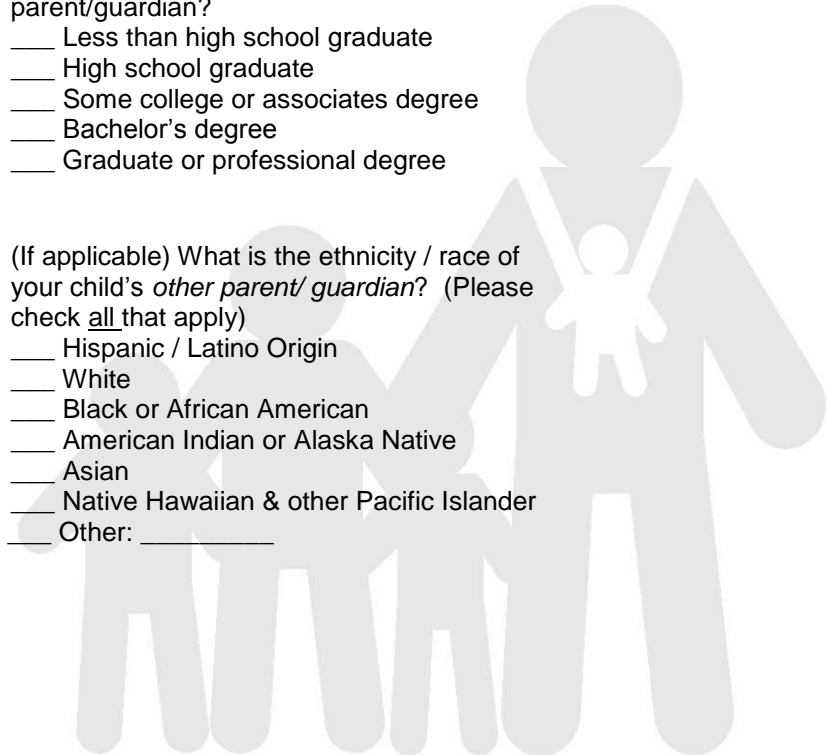 parent/guardian?
___ Less than high school graduate
___ High school graduate
___ Some college or associates degree
___ Bachelor’s degree
___ Graduate or professional degree
(If applicable) What is the ethnicity / race of
your child’s other parent/ guardian?  (Please
check all that apply)
___ Hispanic / Latino Origin
___ White
___ Black or African American
___ American Indian or Alaska Native
___ Asian
___ Native Hawaiian & other Pacific Islander
___ Other: _________